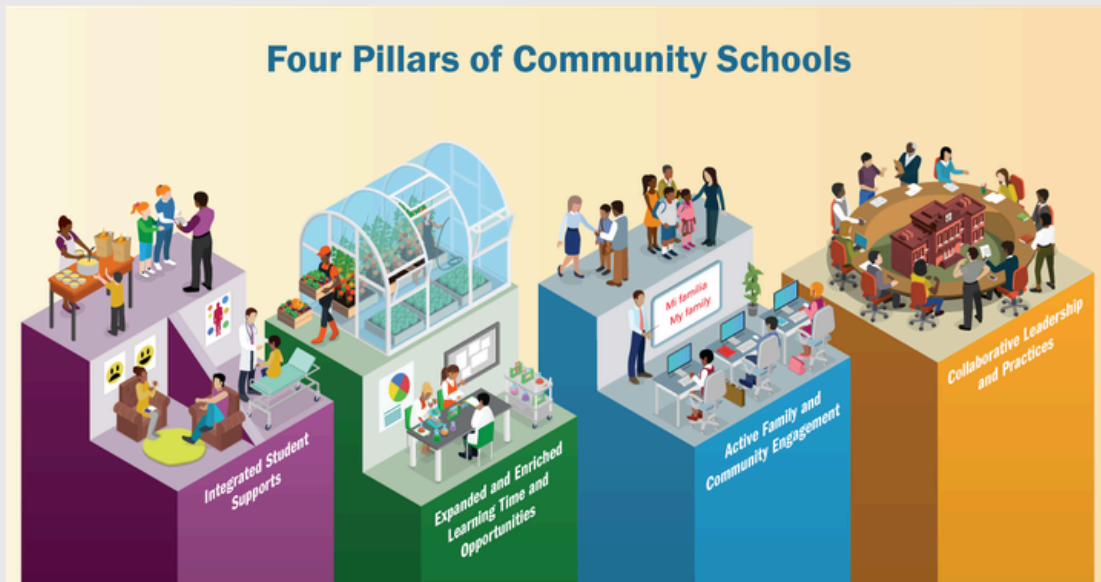 Four Pillars of Community Schools
Integrated Student
Supports
Expanded and Enriched
Learning Time and
Opportunities
Mi familia
My family
Active Family and
Community Engagement
Collaborative Leadership
and Practices